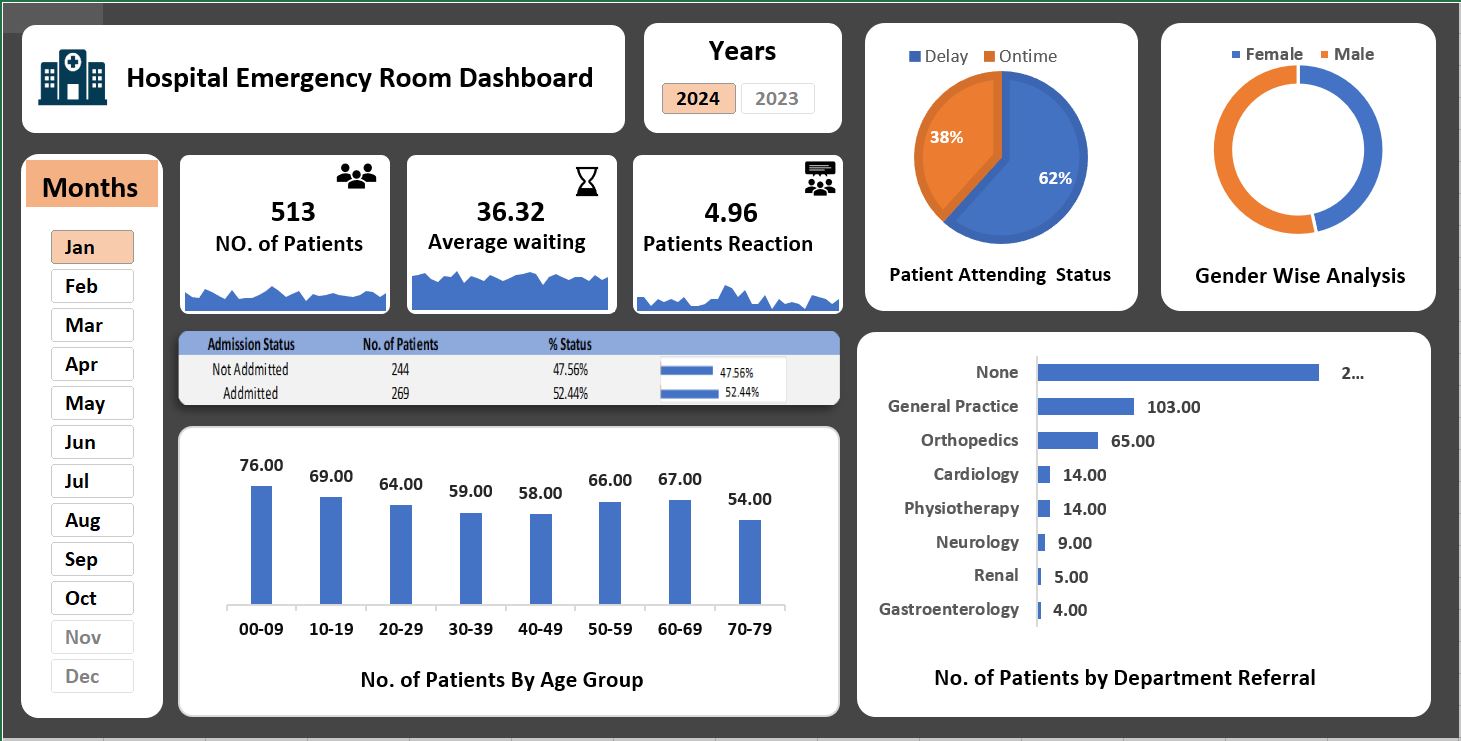 Hospital Emergency Room Dashboard
Years
2024 2023
Delay Ontime
38%
62%
Patient Attending Status
Female Male
Gender Wise Analysis
Months
Jan
Feb
Mar
Apr
May
Jun
Jul
Aug
Sep
Oct
Nov
Dec
513
NO. of Patients
36.32
Average waiting
4.96
Patients Reaction
Admission Status No. of Patients % Status
Not Addmitted 244 47.56% 47.56%
Addmitted 269 52.44% 52.44%
76.00 69.00 64.00 59.00 58.00 66.00 67.00 54.00
00-09 10-19 20-29 30-39 40-49 50-59 60-69 70-79
No. of Patients By Age Group
None 2...
General Practice 103.00
Orthopedics 65.00
Cardiology 14.00
Physiotherapy 14.00
Neurology 9.00
Renal 5.00
Gastroenterology 4.00
No. of Patients by Department Referral